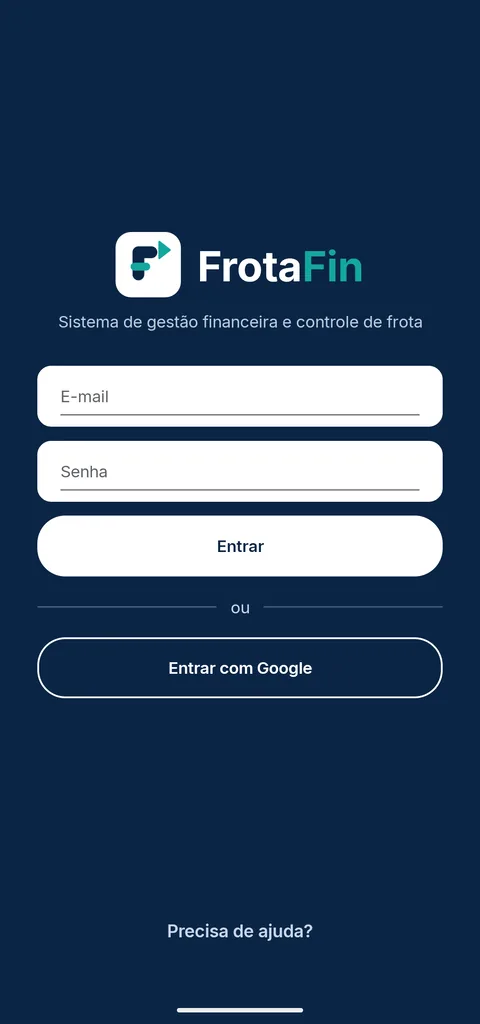 FrotaFin
Sistema de gestão financeira e controle de frota
E-mail
Senha
Entrar
ou
Entrar com Google
Precisa de ajuda?